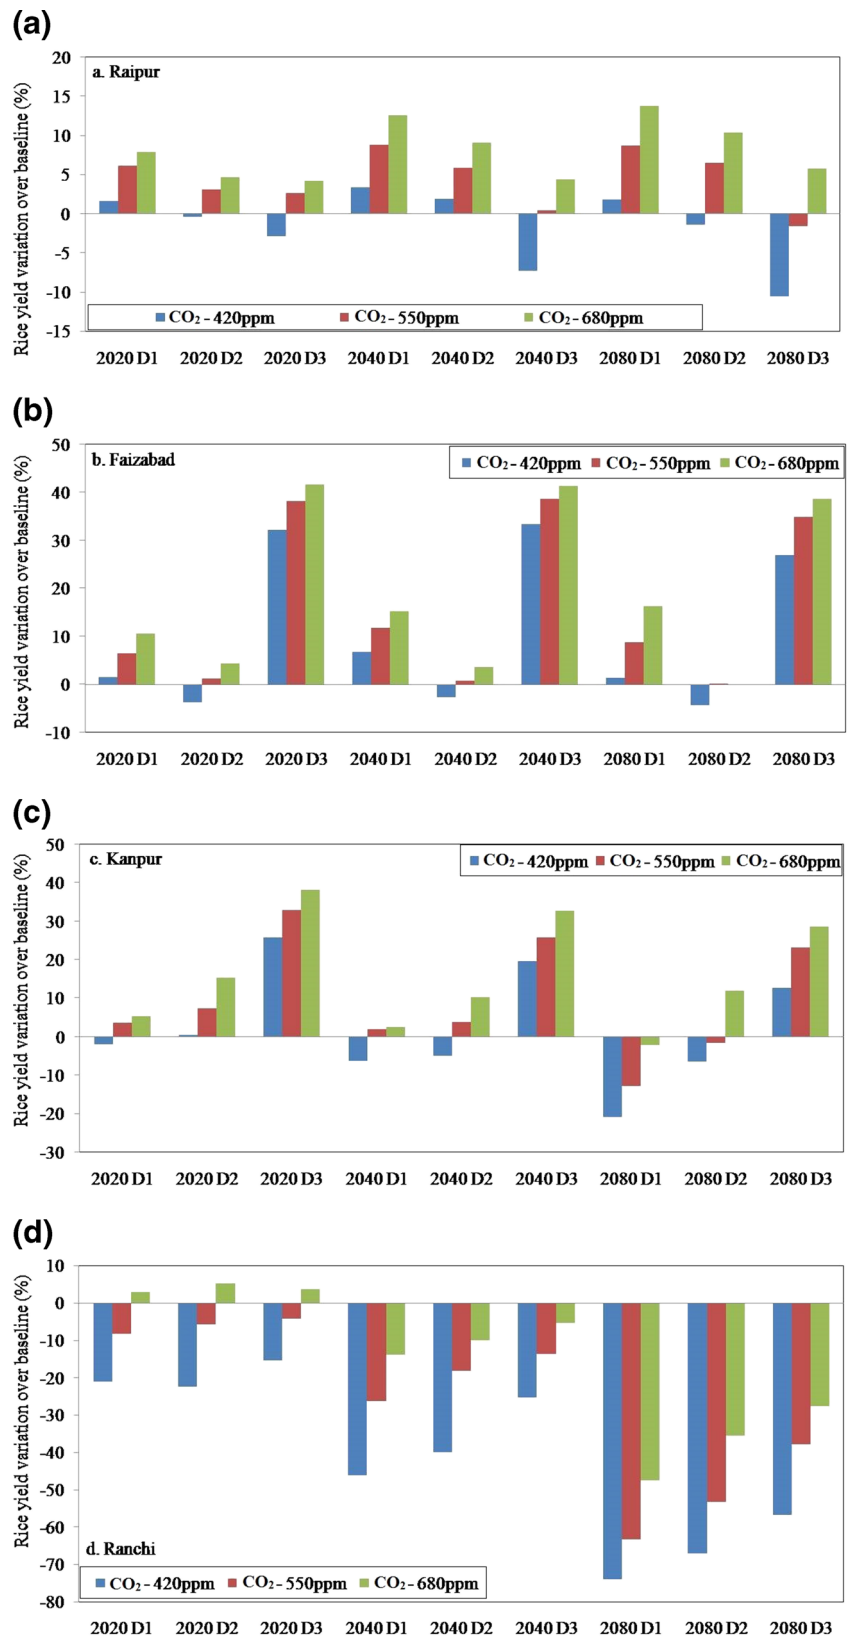 (a)
Rice yield variation over baseline (%)
20
15
10
5
0
-5
-10
-15
a. Raipur
CO₂ - 420ppm CO₂ - 550ppm CO₂ - 680ppm
2020 D1 2020 D2 2020 D3 2040 D1 2040 D2 2040 D3 2080 D1 2080 D2 2080 D3
(b)
Rice yield variation over baseline (%)
50
40
30
20
10
0
-10
b. Faizabad
CO₂ - 420ppm CO₂ - 550ppm CO₂ - 680ppm
2020 D1 2020 D2 2020 D3 2040 D1 2040 D2 2040 D3 2080 D1 2080 D2 2080 D3
(c)
Rice yield variation over baseline (%)
50
40
30
20
10
0
-10
-20
-30
c. Kanpur
CO₂ - 420ppm CO₂ - 550ppm CO₂ - 680ppm
2020 D1 2020 D2 2020 D3 2040 D1 2040 D2 2040 D3 2080 D1 2080 D2 2080 D3
(d)
Rice yield variation over baseline (%)
10
0
-10
-20
-30
-40
-50
-60
-70
-80
d. Ranchi
CO₂ - 420ppm CO₂ - 550ppm CO₂ - 680ppm
2020 D1 2020 D2 2020 D3 2040 D1 2040 D2 2040 D3 2080 D1 2080 D2 2080 D3